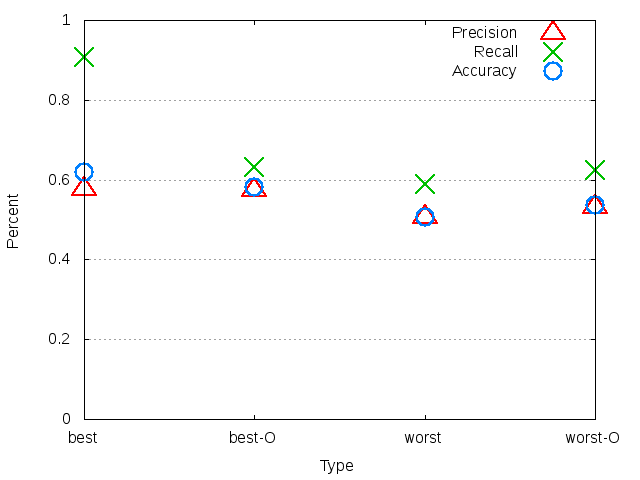 1
Precision
Recall
Accuracy
0.8
0.6
Percent
0.4
0.2
0
best best-O worst worst-O
Type